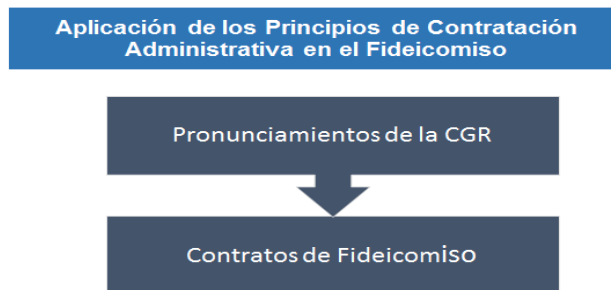 Aplicación de los Principios de Contratación
Administrativa en el Fideicomiso
Pronunciamientos de la CGR
Contratos de Fideicomiso